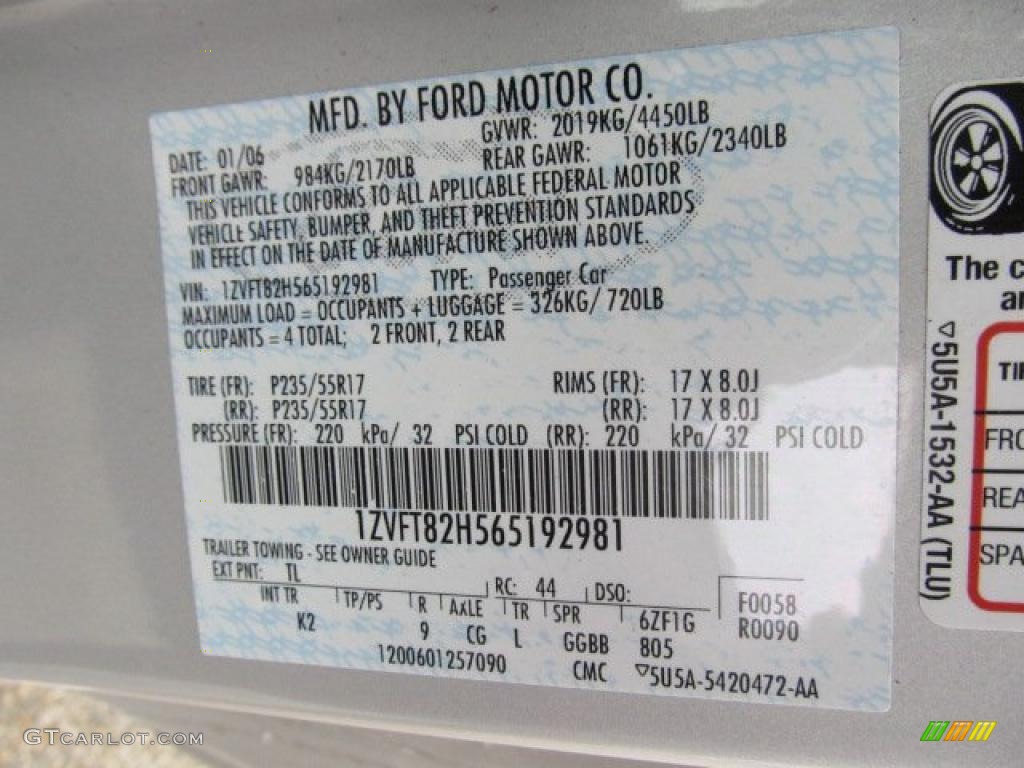 MFD. BY FORD MOTOR CO.
DATE: 01/06 GVWR: 2019KG/4450LB
FRONT GAWR: 984KG/2170LB REAR GAWR: 1061KG/2340LB
THIS VEHICLE CONFORMS TO ALL APPLICABLE FEDERAL MOTOR
VEHICLE SAFETY, BUMPER, AND THEFT PREVENTION STANDARDS
IN EFFECT ON THE DATE OF MANUFACTURE SHOWN ABOVE.
VIN: 1ZVFT82H565192981 TYPE: Passenger Car
MAXIMUM LOAD = OCCUPANTS + LUGGAGE = 326KG/ 720LB
OCCUPANTS = 4 TOTAL; 2 FRONT, 2 REAR
TIRE (FR): P235/55R17 RIMS (FR): 17 X 8.0J
(RR): P235/55R17 (RR): 17 X 8.0J
PRESSURE (FR): 220 kPa/ 32 PSI COLD (RR): 220 kPa/ 32 PSI COLD
1ZVFT82H565192981
TRAILER TOWING - SEE OWNER GUIDE
EXT PNT: TL RC: 44 DSO:
INT TR TP/PS R AXLE TR SPR 6ZF1G F0058
K2 9 CG L GGBB 805 R0090
1200601257090 CMC ▽5U5A-5420472-AA
The c
an
▽5U5A-1532-AA (TLU)
TI
FRO
REA
SPA
GTCARLOT.COM